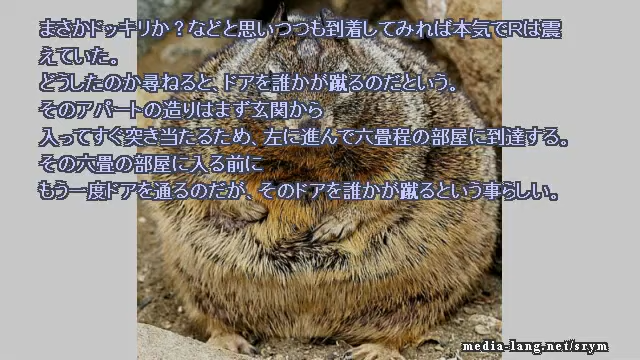 まさかドッキリか？などと思いつつも到着してみれば本気でRは震
えていた。
どうしたのか尋ねると、ドアを誰かが蹴るのだという。
そのアパートの造りはまず玄関から
入ってすぐ突き当たるため、左に進んで六畳程の部屋に到達する。
その六畳の部屋に入る前に
もう一度ドアを通るのだが、そのドアを誰かが蹴るという事らしい。
media-lang.net/srym